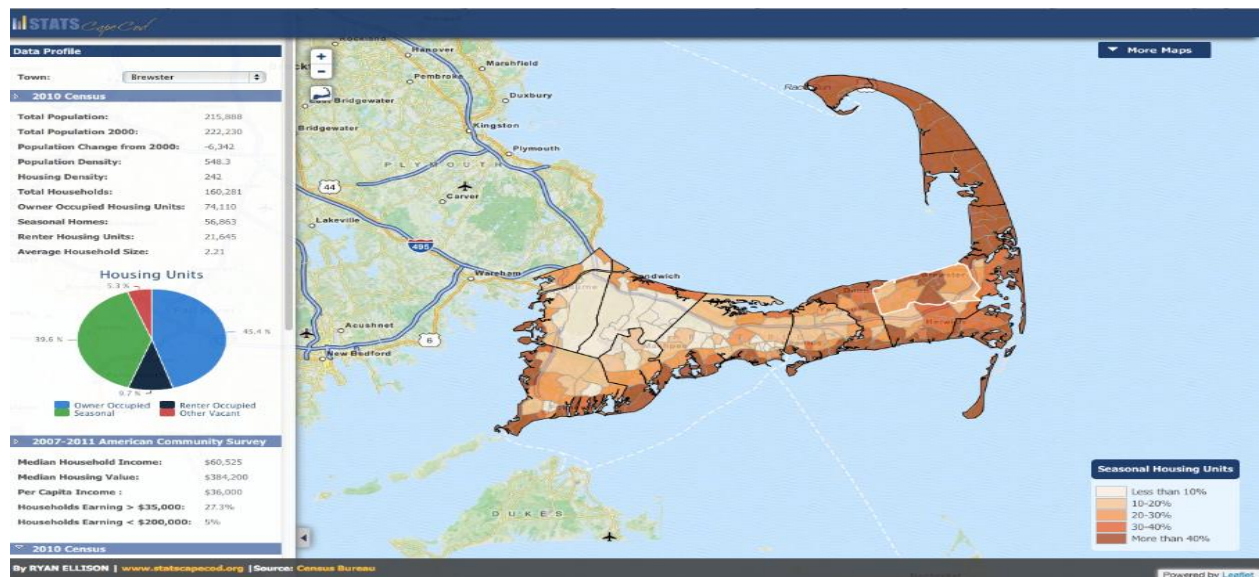 STATS Cape Cod
Data Profile
More Maps
Town: Brewster
2010 Census
Total Population: 215,888
Total Population 2000: 222,230
Population Change from 2000: -6,342
Population Density: 548.3
Housing Density: 242
Total Households: 160,281
Owner Occupied Housing Units: 74,110
Seasonal Homes: 56,863
Renter Housing Units: 21,645
Average Household Size: 2.21
Housing Units
5.3 %
45.4 %
39.6 %
9.7 %
Owner Occupied
Renter Occupied
Seasonal
Other Vacant
2007-2011 American Community Survey
Median Household Income: $60,525
Median Housing Value: $384,200
Per Capita Income : $36,000
Households Earning > $35,000: 27.3%
Households Earning < $200,000: 5%
2010 Census
By RYAN ELLISON | www.statscapecod.org |Source: Census Bureau
+
-
Rockland
Hanover
Marshfield
Pembroke
Duxbury
East Bridgewater
Bridgewater
Kingston
Plymouth
PLYMOUTH
44
Carver
Lakeville
495
Wareham
Sandwich
Acushnet
6
New Bedford
Brewster
DUKES
Seasonal Housing Units
Less than 10%
10-20%
20-30%
30-40%
More than 40%
Powered by Leaflet